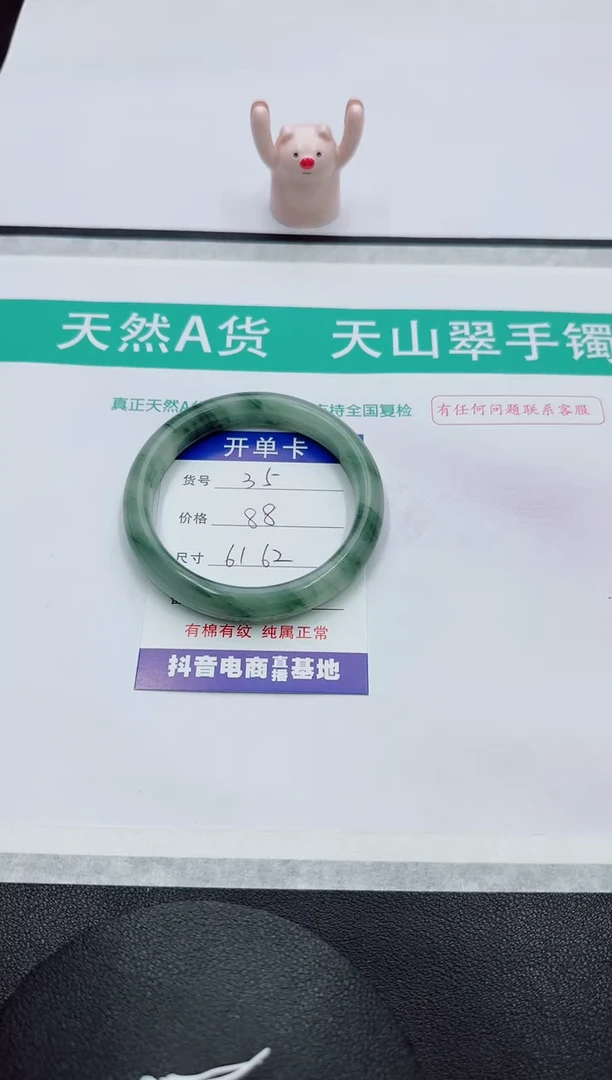 天然A货 天山翠手镯
真正天然A 持全国复检
有任何问题联系客服
开单卡
货号 35
价格 88
尺寸 61 62
有棉有纹 纯属正常
抖音电商直播基地